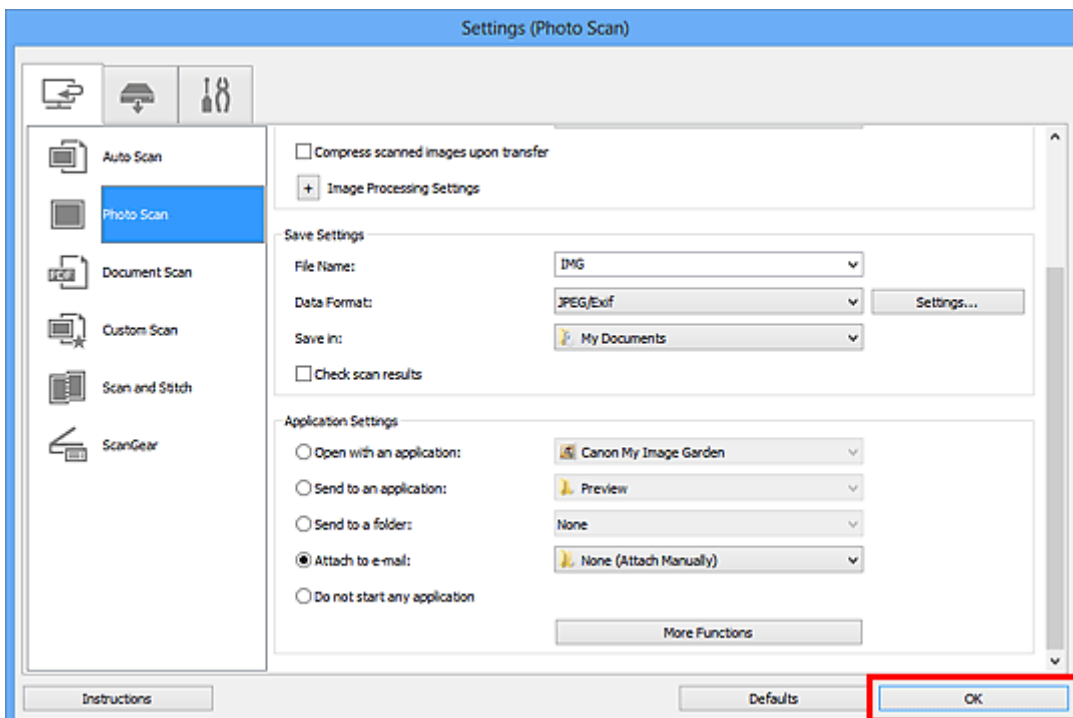 Settings (Photo Scan)
Auto Scan
Photo Scan
Document Scan
Custom Scan
Scan and Stitch
ScanGear
Compress scanned images upon transfer
+ Image Processing Settings
Save Settings
File Name: IMG
Data Format: JPEG/Exif Settings...
Save in: My Documents
Check scan results
Application Settings
Open with an application: Canon My Image Garden
Send to an application: Preview
Send to a folder: None
Attach to e-mail: None (Attach Manually)
Do not start any application
More Functions
Instructions Defaults OK